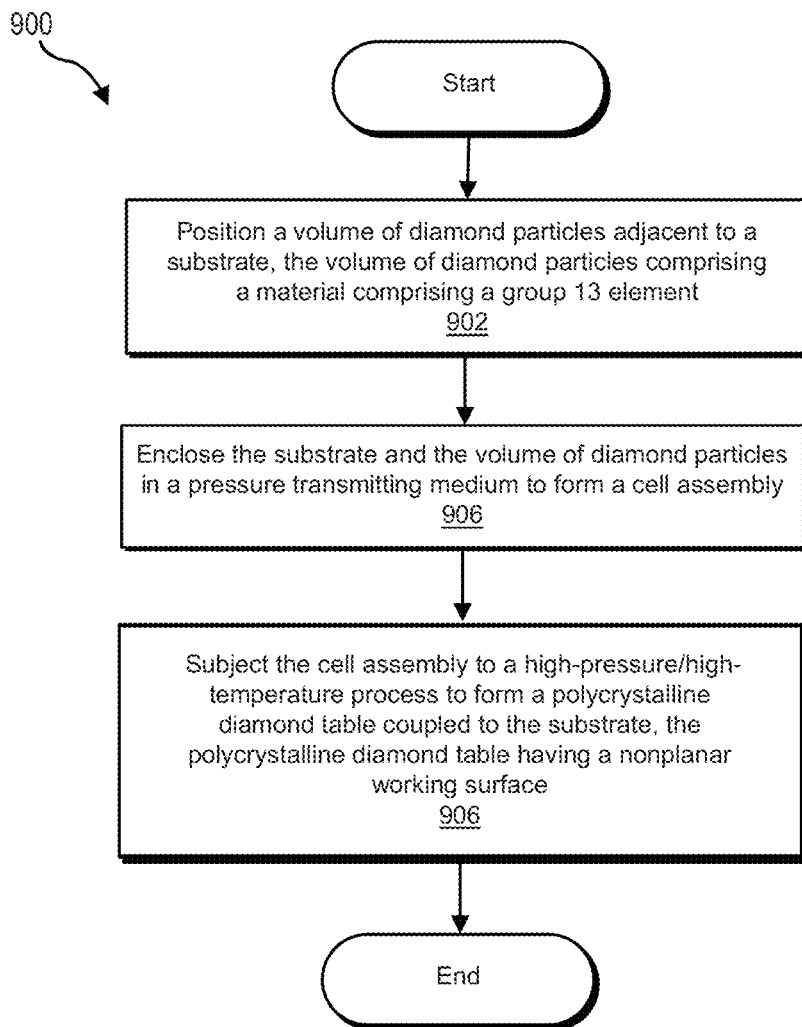 900
Start
Position a volume of diamond particles adjacent to a
substrate, the volume of diamond particles comprising
a material comprising a group 13 element
902
Enclose the substrate and the volume of diamond particles
in a pressure transmitting medium to form a cell assembly
906
Subject the cell assembly to a high-pressure/high-
temperature process to form a polycrystalline
diamond table coupled to the substrate, the
polycrystalline diamond table having a nonplanar
working surface
906
End